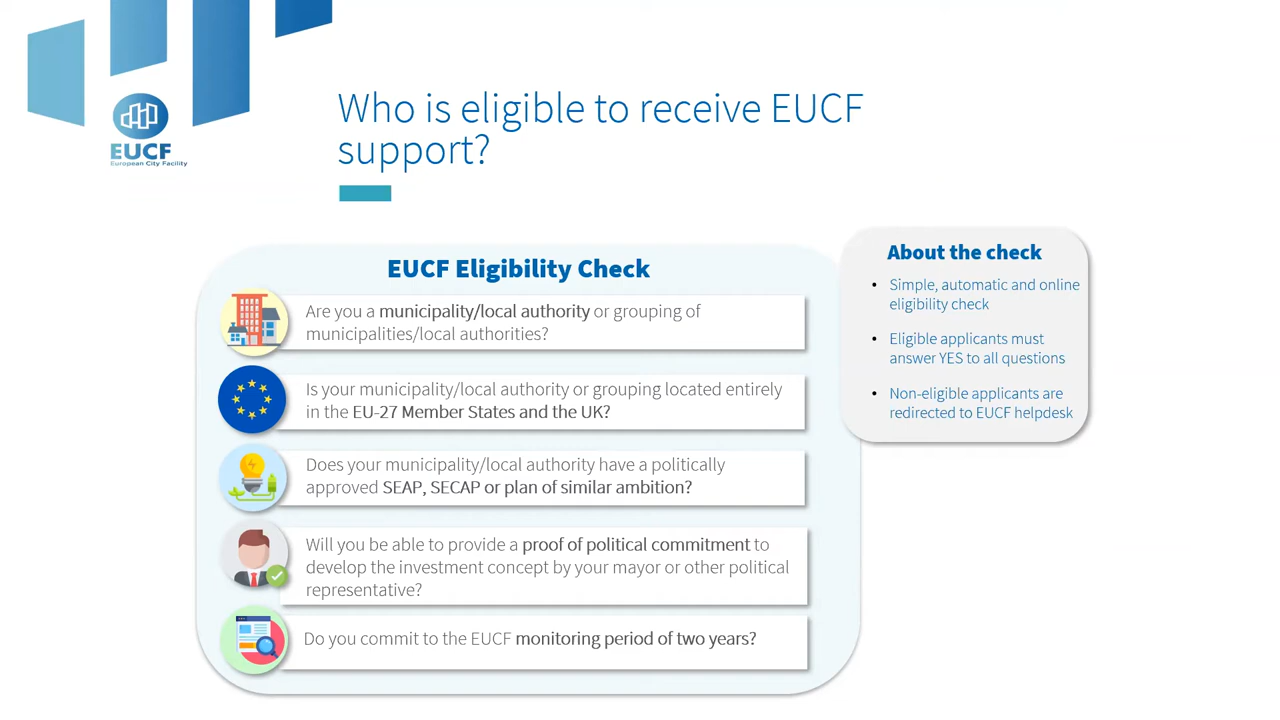 EUCF
European City Facility
Who is eligible to receive EUCF
support?
EUCF Eligibility Check
Are you a municipality/local authority or grouping of
municipalities/local authorities?
Is your municipality/local authority or grouping located entirely
in the EU-27 Member States and the UK?
Does your municipality/local authority have a politically
approved SEAP, SECAP or plan of similar ambition?
Will you be able to provide a proof of political commitment to
develop the investment concept by your mayor or other political
representative?
Do you commit to the EUCF monitoring period of two years?
About the check
• Simple, automatic and online
eligibility check
• Eligible applicants must
answer YES to all questions
• Non-eligible applicants are
redirected to EUCF helpdesk